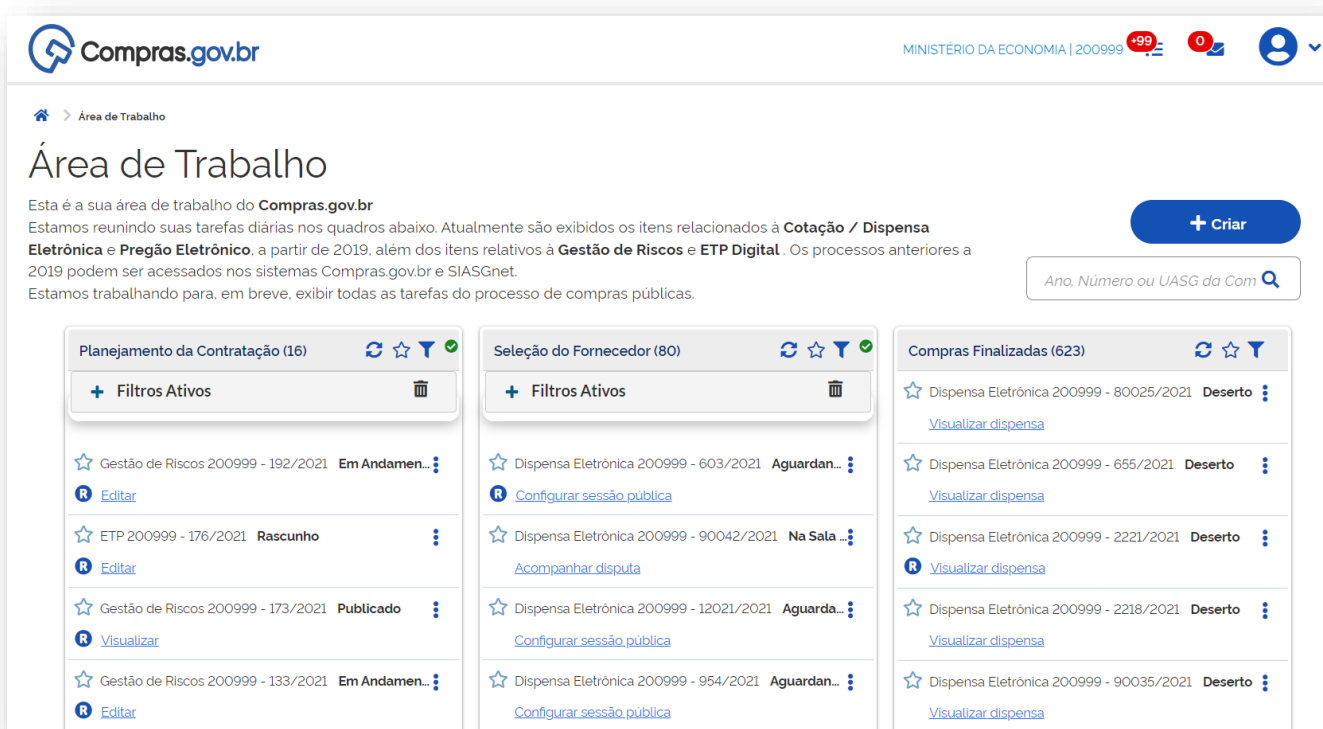 Compras.gov.br
MINISTÉRIO DA ECONOMIA | 200999
+99
0
Área de Trabalho
Área de Trabalho
Esta é a sua área de trabalho do Compras.gov.br
Estamos reunindo suas tarefas diárias nos quadros abaixo. Atualmente são exibidos os itens relacionados à Cotação / Dispensa
Eletrônica e Pregão Eletrônico, a partir de 2019, além dos itens relativos à Gestão de Riscos e ETP Digital . Os processos anteriores a
2019 podem ser acessados nos sistemas Compras.gov.br e SIASGnet.
Estamos trabalhando para, em breve, exibir todas as tarefas do processo de compras públicas.
+ Criar
Ano, Número ou UASG da Com
Planejamento da Contratação (16)
+ Filtros Ativos
Gestão de Riscos 200999 - 192/2021 Em Andamen...
R Editar
ETP 200999 - 176/2021 Rascunho
R Editar
Gestão de Riscos 200999 - 173/2021 Publicado
R Visualizar
Gestão de Riscos 200999 - 133/2021 Em Andamen...
R Editar
Seleção do Fornecedor (80)
+ Filtros Ativos
Dispensa Eletrônica 200999 - 603/2021 Aguardan...
R Configurar sessão pública
Dispensa Eletrônica 200999 - 90042/2021 Na Sala ...
Acompanhar disputa
Dispensa Eletrônica 200999 - 12021/2021 Aguarda...
Configurar sessão pública
Dispensa Eletrônica 200999 - 954/2021 Aguardan...
Configurar sessão pública
Compras Finalizadas (623)
Dispensa Eletrônica 200999 - 80025/2021 Deserto
Visualizar dispensa
Dispensa Eletrônica 200999 - 655/2021 Deserto
Visualizar dispensa
Dispensa Eletrônica 200999 - 2221/2021 Deserto
R Visualizar dispensa
Dispensa Eletrônica 200999 - 2218/2021 Deserto
Visualizar dispensa
Dispensa Eletrônica 200999 - 90035/2021 Deserto
Visualizar dispensa